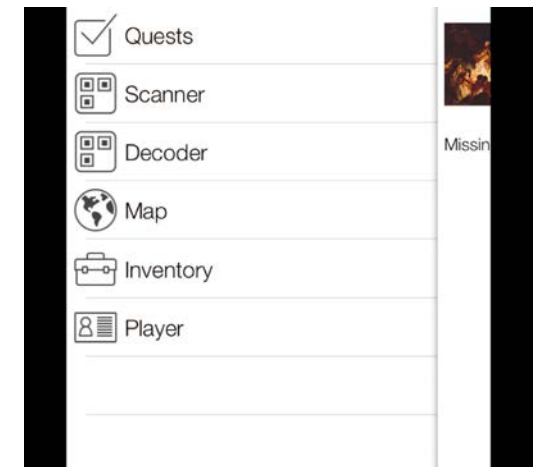 Quests
Scanner
Decoder
Map
Inventory
Player
Missin